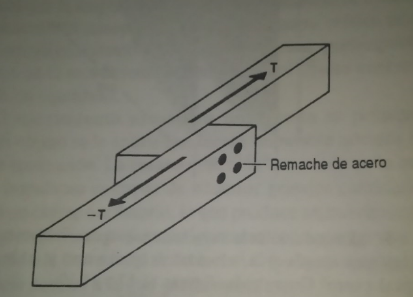 T
Remache de acero
–T